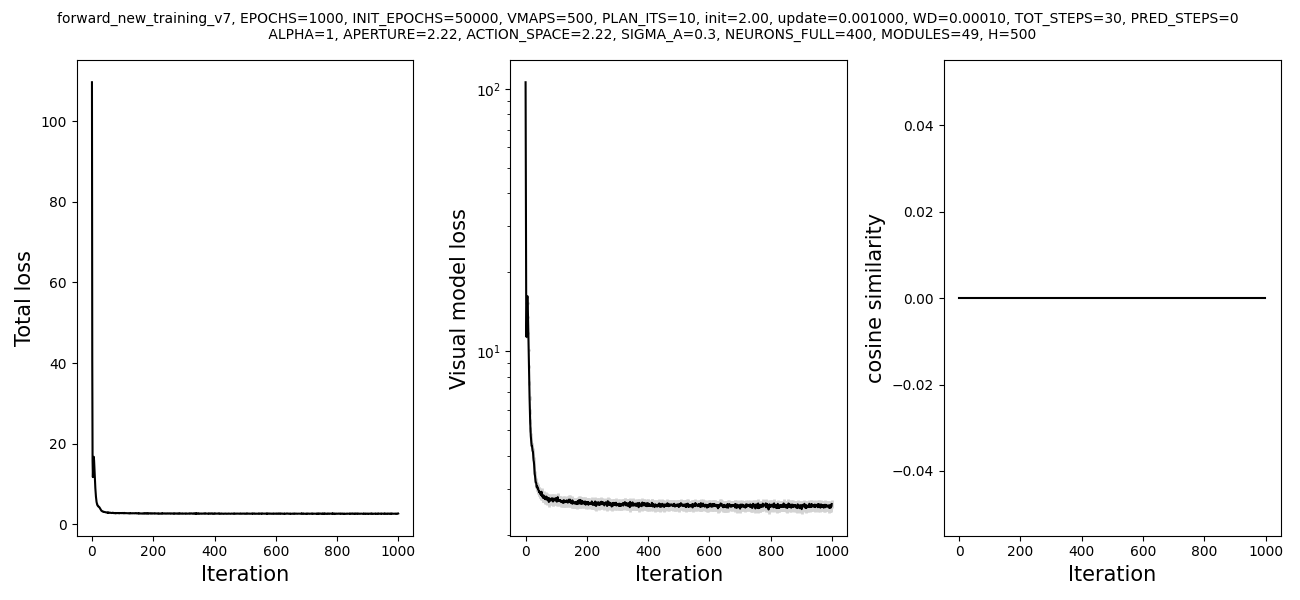 forward_new_training_v7, EPOCHS=1000, INIT_EPOCHS=50000, VMAPS=500, PLAN_ITS=10, init=2.00, update=0.001000, WD=0.00010, TOT_STEPS=30, PRED_STEPS=0
ALPHA=1, APERTURE=2.22, ACTION_SPACE=2.22, SIGMA_A=0.3, NEURONS_FULL=400, MODULES=49, H=500
Total loss
100
80
60
40
20
0
0 200 400 600 800 1000
Iteration
Visual model loss
10²
10¹
0 200 400 600 800 1000
Iteration
cosine similarity
0.04
0.02
0.00
−0.02
−0.04
0 200 400 600 800 1000
Iteration